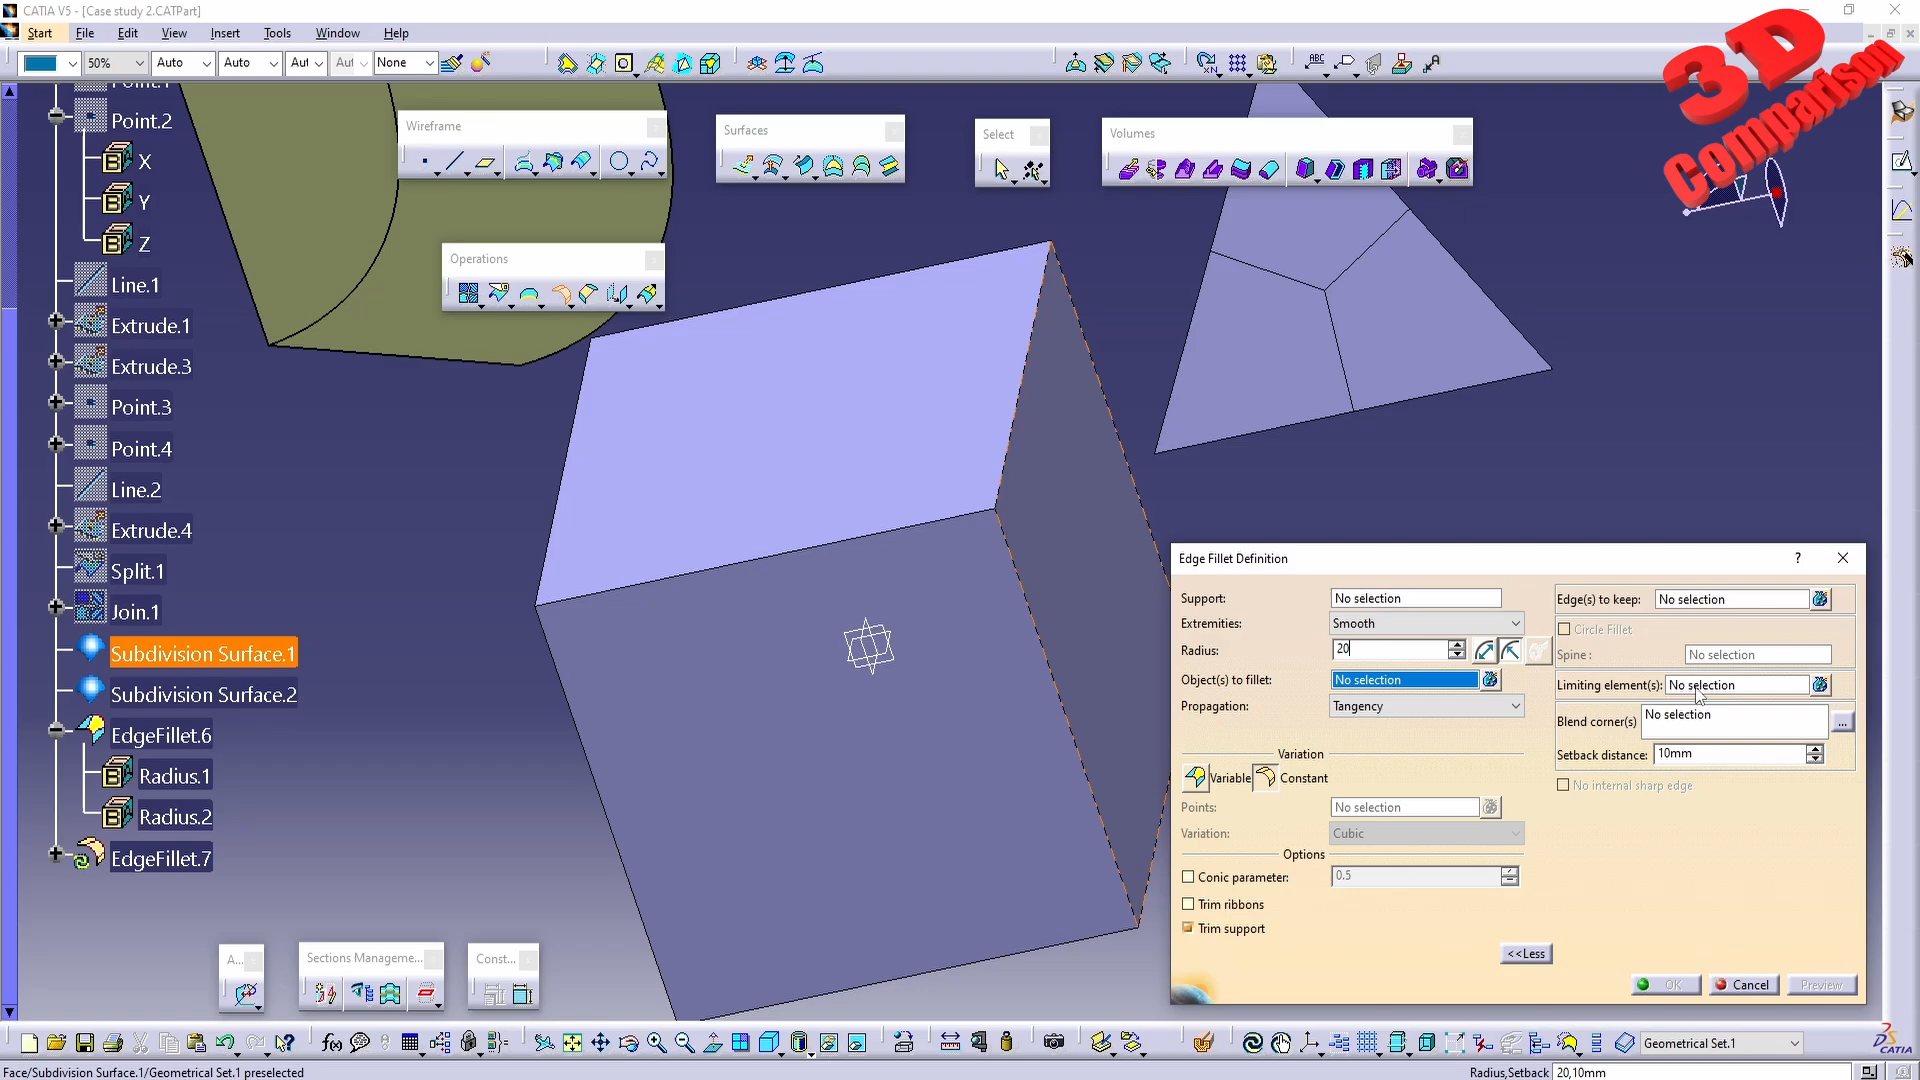 CATIA V5 - [Case study 2.CATPart]
Start File Edit View Insert Tools Window Help
50% Auto Auto Aut Aut None
3D
Comparison
Point.1
Point.2
X
Y
Z
Line.1
Extrude.1
Extrude.3
Point.3
Point.4
Line.2
Extrude.4
Split.1
Join.1
Subdivision Surface.1
Subdivision Surface.2
EdgeFillet.6
Radius.1
Radius.2
EdgeFillet.7
Wireframe
Surfaces
Select
Volumes
Operations
Edge Fillet Definition
?
Support: No selection
Extremities: Smooth
Radius: 20
Object(s) to fillet: No selection
Propagation: Tangency
Variation
Variable Constant
Points: No selection
Variation: Cubic
Options
Conic parameter: 0.5
Trim ribbons
Trim support
Edge(s) to keep: No selection
Circle Fillet
Spine : No selection
Limiting element(s): No selection
Blend corner(s) No selection
...
Setback distance: 10mm
No internal sharp edge
<<Less
OK Cancel Preview
A...
Sections Manageme...
Const...
Geometrical Set.1
CATIA
Face/Subdivision Surface.1/Geometrical Set.1 preselected
Radius,Setback 20,10mm